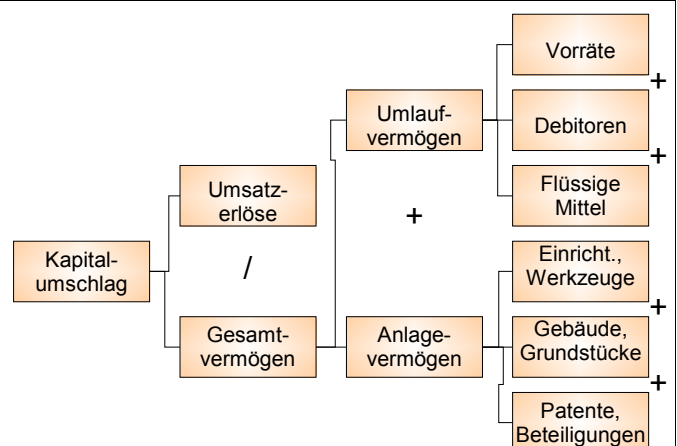 Vorräte
+
Umlauf-
vermögen
Debitoren
+
Umsatz-
erlöse
Flüssige
Mittel
+
Kapital-
umschlag
/
Einricht.,
Werkzeuge
+
Gesamt-
vermögen
Anlage-
vermögen
Gebäude,
Grundstücke
+
Patente,
Beteiligungen